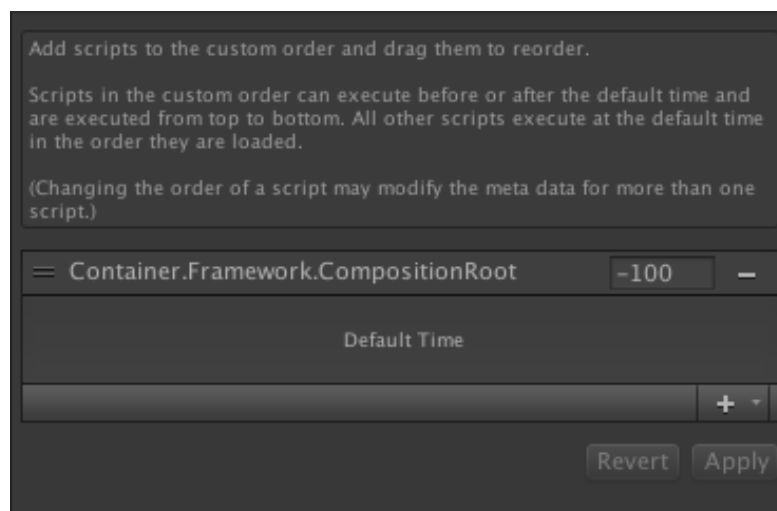 Add scripts to the custom order and drag them to reorder.
Scripts in the custom order can execute before or after the default time and
are executed from top to bottom. All other scripts execute at the default time
in the order they are loaded.
(Changing the order of a script may modify the meta data for more than one
script.)
Container.Framework.CompositionRoot -100
Default Time
Revert Apply